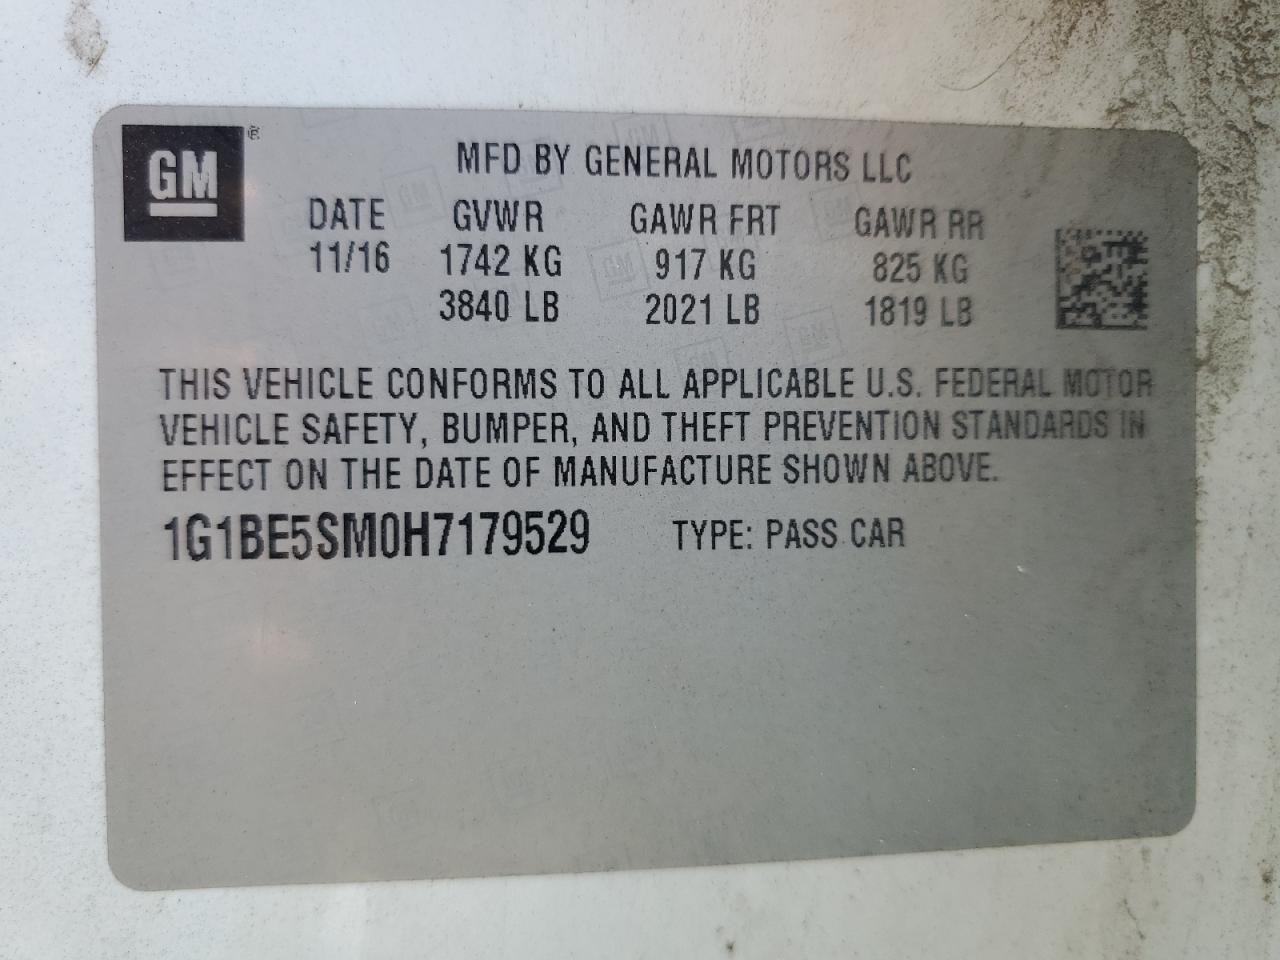 GM ®
MFD BY GENERAL MOTORS LLC
DATE GVWR GAWR FRT GAWR RR
11/16 1742 KG 917 KG 825 KG
3840 LB 2021 LB 1819 LB
THIS VEHICLE CONFORMS TO ALL APPLICABLE U.S. FEDERAL MOTOR
VEHICLE SAFETY, BUMPER, AND THEFT PREVENTION STANDARDS IN
EFFECT ON THE DATE OF MANUFACTURE SHOWN ABOVE.
1G1BE5SM0H7179529 TYPE: PASS CAR